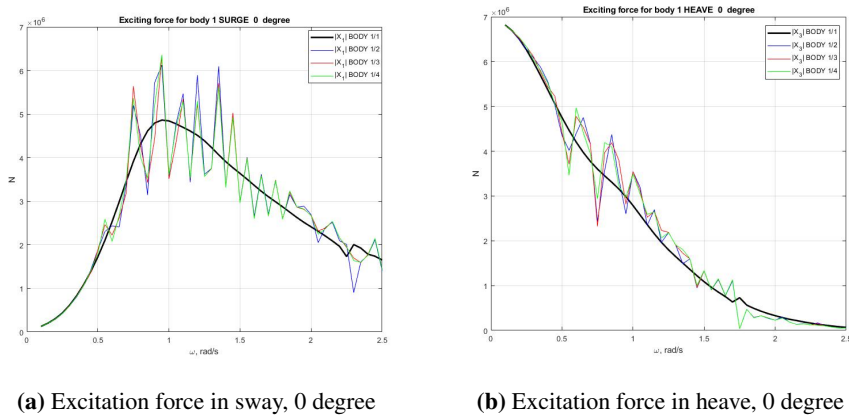 Exciting force for body 1 SURGE 0 degree
×10⁶
7
6
5
4
3
2
1
0
N
0
0.5
1
1.5
2
2.5
ω, rad/s
|X₁| BODY 1/1
|X₁| BODY 1/2
|X₁| BODY 1/3
|X₁| BODY 1/4
(a) Excitation force in sway, 0 degree
Exciting force for body 1 HEAVE 0 degree
×10⁶
7
6
5
4
3
2
1
0
N
0
0.5
1
1.5
2
2.5
ω, rad/s
|X₃| BODY 1/1
|X₃| BODY 1/2
|X₃| BODY 1/3
|X₃| BODY 1/4
(b) Excitation force in heave, 0 degree